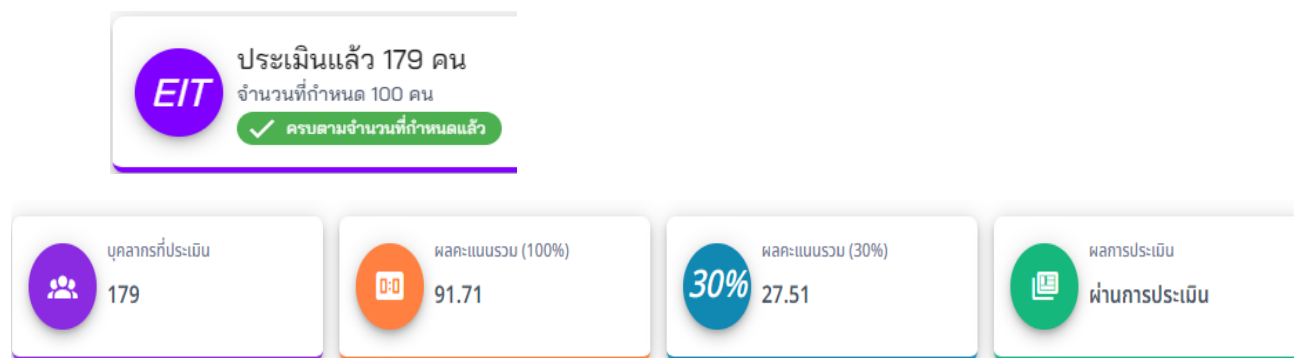 EIT
ประเมินแล้ว 179 คน
จำนวนที่กำหนด 100 คน
ครบตามจำนวนที่กำหนดแล้ว
บุคลากรที่ประเมิน
179
0:0
ผลคะแนนรวม (100%)
91.71
30%
ผลคะแนนรวม (30%)
27.51
ผลการประเมิน
ผ่านการประเมิน